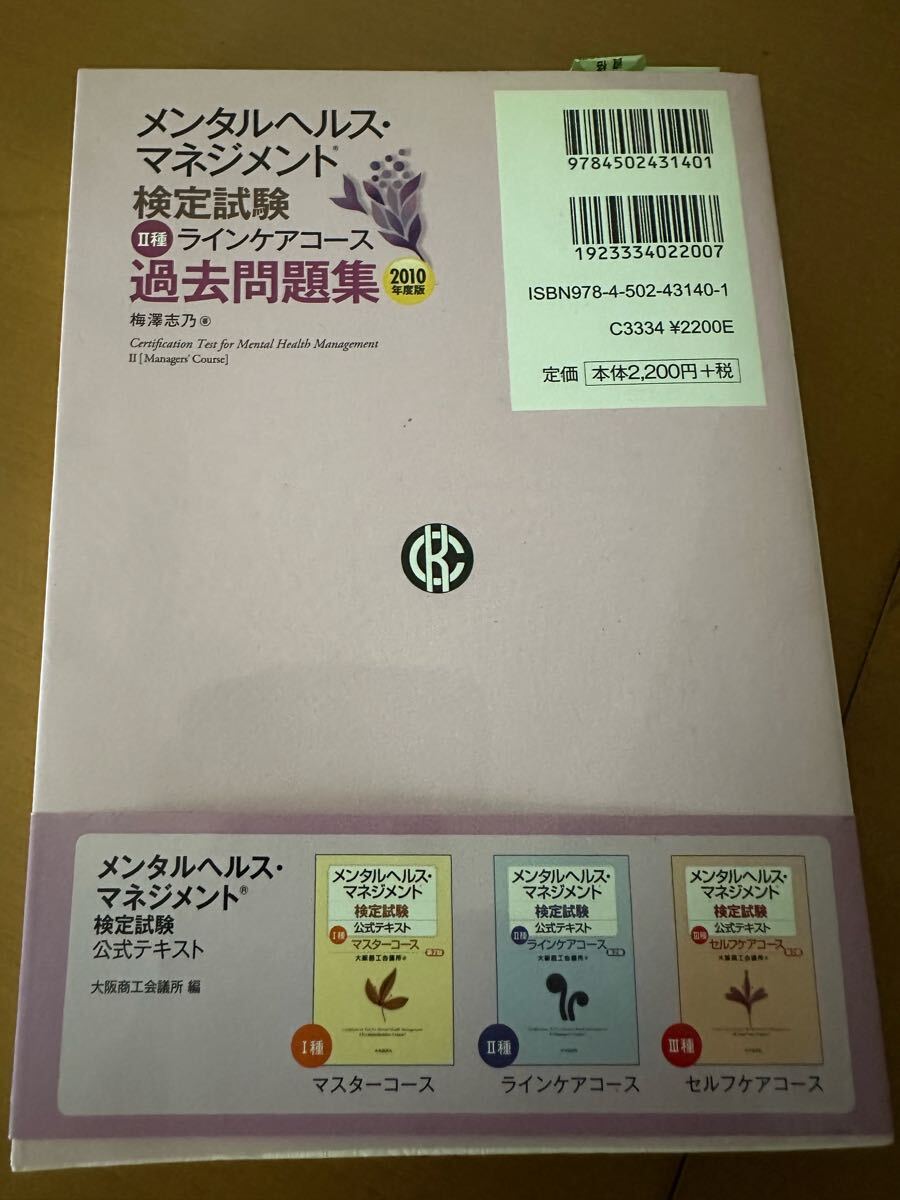 メンタルヘルス・
マネジメント®
検定試験
Ⅱ種 ラインケアコース
過去問題集 2010
年度版
梅澤志乃 著
Certification Test for Mental Health Management
II [Managers' Course]
9784502431401
1923334022007
ISBN978-4-502-43140-1
C3334 ¥2200E
定価 本体2,200円+税
メンタルヘルス・
マネジメント®
検定試験
公式テキスト
大阪商工会議所 編
メンタルヘルス・
マネジメント
検定試験
公式テキスト
Ⅰ種 マスターコース
大阪商工会議所
Ⅰ種
マスターコース
メンタルヘルス・
マネジメント
検定試験
公式テキスト
Ⅱ種 ラインケアコース
大阪商工会議所
Ⅱ種
ラインケアコース
メンタルヘルス・
マネジメント
検定試験
公式テキスト
Ⅲ種 セルフケアコース
大阪商工会議所
Ⅲ種
セルフケアコース